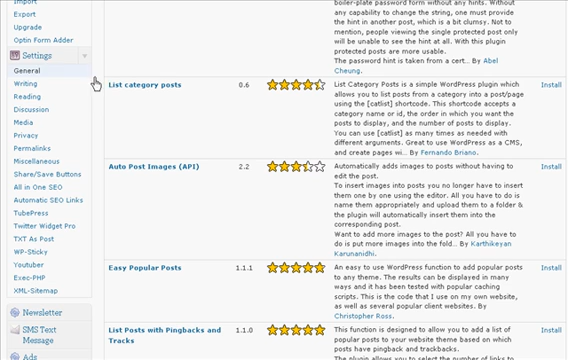 Import
Export
Upgrade
Optin Form Adder
Settings
General
Writing
Reading
Discussion
Media
Privacy
Permalinks
Miscellaneous
Share/Save Buttons
All in One SEO
Automatic SEO Links
TubePress
Twitter Widget Pro
TXT As Post
WP-Sticky
Youtuber
Exec-PHP
XML-Sitemap
Newsletter
SMS Text
Message
Ads
boiler-plate password form without any hints. Without
any capability to change the string, one must provide
the hint in another post, which is a bit clumsy. Not to
mention, people viewing the single protected post only
will be unable to see the hint at all. With this plugin
protected posts are more usable.
The password hint is taken from a cert... By Abel
Cheung.
List category posts
0.6
List Category Posts is a simple WordPress plugin which
allows you to list posts from a category into a post/page
using the [catlist] shortcode. This shortcode accepts a
category name or id, the order in which you want the
posts to display, and the number of posts to display.
You can use [catlist] as many times as needed with
different arguments. Great to use WordPress as a CMS,
and create pages wi... By Fernando Briano.
Install
Auto Post Images (API)
2.2
Automatically adds images to posts without having to
edit the post.
To insert images into posts you no longer have to insert
them one by one using the editor. All you have to do is
name them appropriately and upload them to a folder &
the plugin will automatically insert them into the
corresponding post.
Want to add more images to the post? All you have to
do is put more images into the fold... By Karthikeyan
Karunanidhi.
Install
Easy Popular Posts
1.1.1
An easy to use WordPress function to add popular posts
to any theme. The results can be displayed in many
ways and it has been tested with popular caching
scripts. This is the code that I use on my own website,
as well as several popular client websites. By
Christopher Ross.
Install
List Posts with Pingbacks and
Tracks
1.1.0
This function is designed to allow you to add a list of
popular posts to your website theme based on which
posts have pingback and trackbacks.
The plugin allows you to select the number of links to
Install